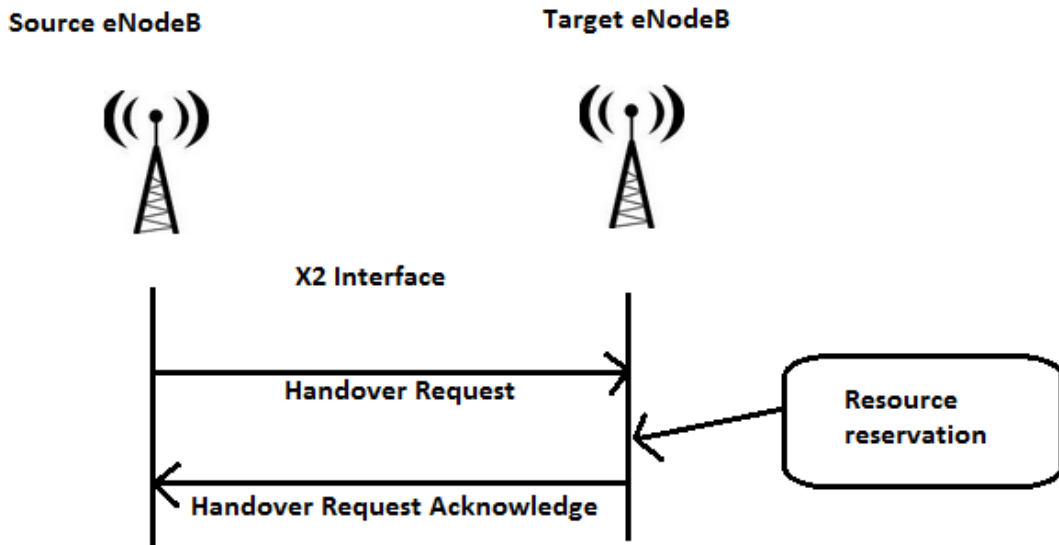 Source eNodeB
Target eNodeB
X2 Interface
Handover Request
Resource
reservation
Handover Request Acknowledge